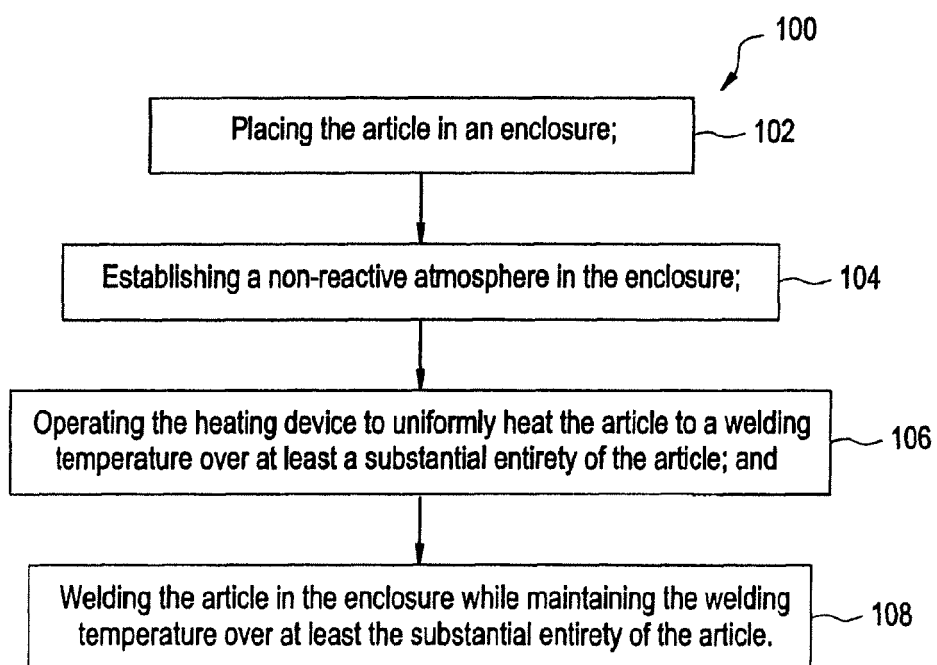 100
Placing the article in an enclosure;
102
Establishing a non-reactive atmosphere in the enclosure;
104
Operating the heating device to uniformly heat the article to a welding
temperature over at least a substantial entirety of the article; and
106
Welding the article in the enclosure while maintaining the welding
temperature over at least the substantial entirety of the article.
108